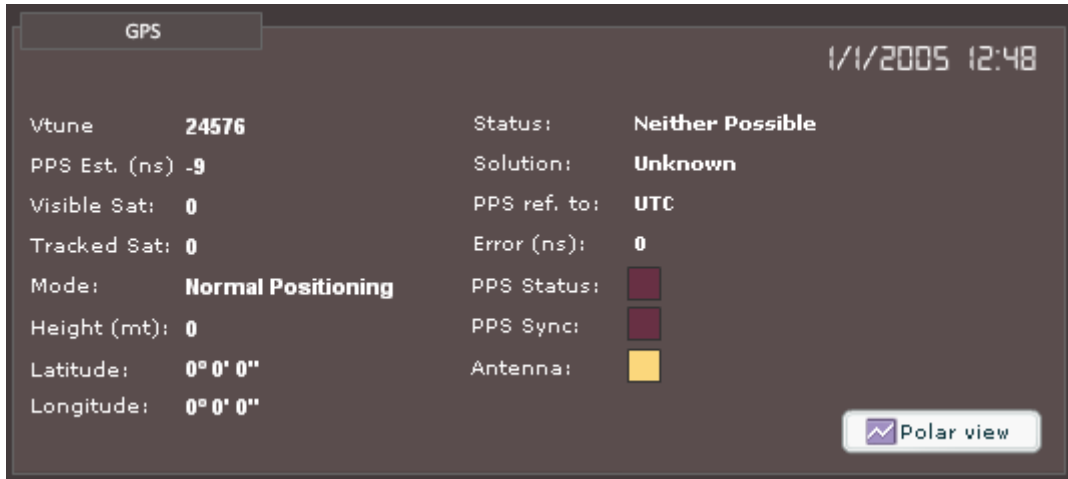 GPS
1/1/2005 12:48
Vtune 24576
PPS Est. (ns) -9
Visible Sat: 0
Tracked Sat: 0
Mode: Normal Positioning
Height (mt): 0
Latitude: 0° 0' 0"
Longitude: 0° 0' 0"
Status: Neither Possible
Solution: Unknown
PPS ref. to: UTC
Error (ns): 0
PPS Status:
PPS Sync:
Antenna:
Polar view